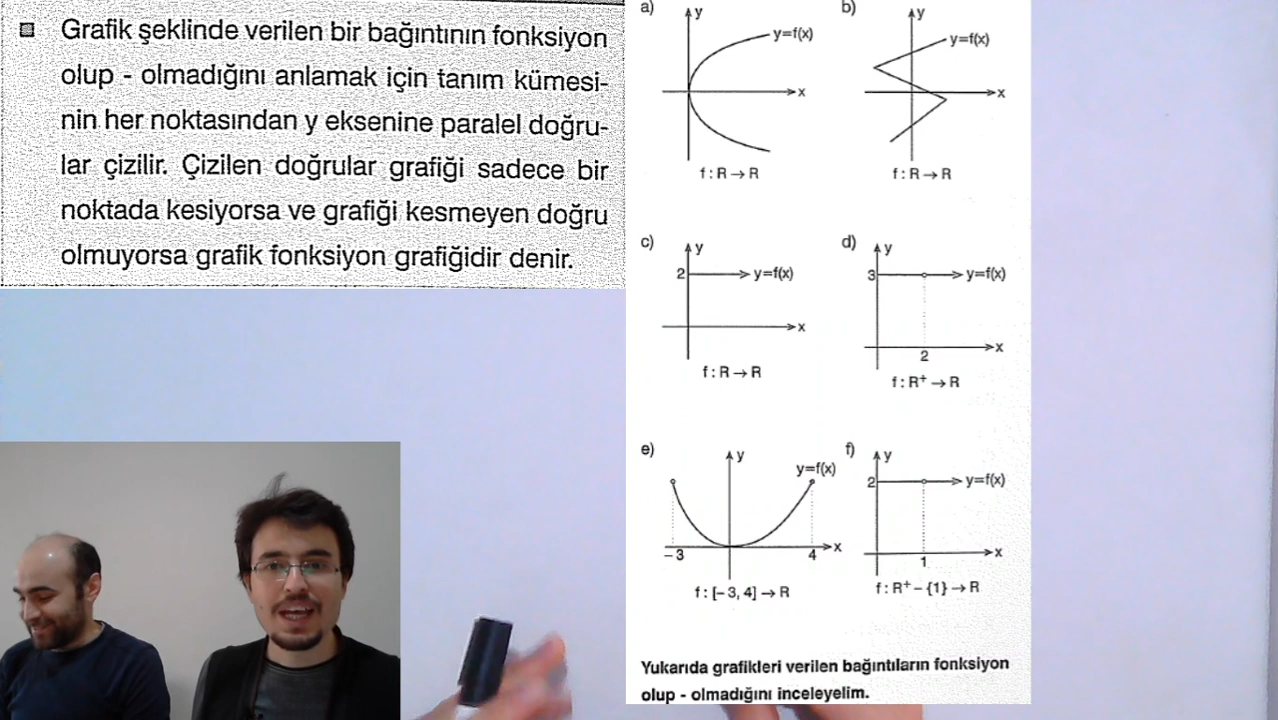 Grafik şeklinde verilen bir bağıntının fonksiyon
olup - olmadığını anlamak için tanım kümesi-
nin her noktasından y eksenine paralel doğru-
lar çizilir. Çizilen doğrular grafiği sadece bir
noktada kesiyorsa ve grafiği kesmeyen doğru
olmuyorsa grafik fonksiyon grafiğidir denir.
a) y y=f(x) x
f : R → R
b) y y=f(x) x
f : R → R
c) y 2 y=f(x) x
f : R → R
d) y 3 y=f(x) 2 x
f : R⁺ → R
e) y y=f(x) -3 4 x
f : [-3, 4] → R
f) y 2 y=f(x) 1 x
f : R⁺ - {1} → R
Yukarıda grafikleri verilen bağıntıların fonksiyon
olup - olmadığını inceleyelim.